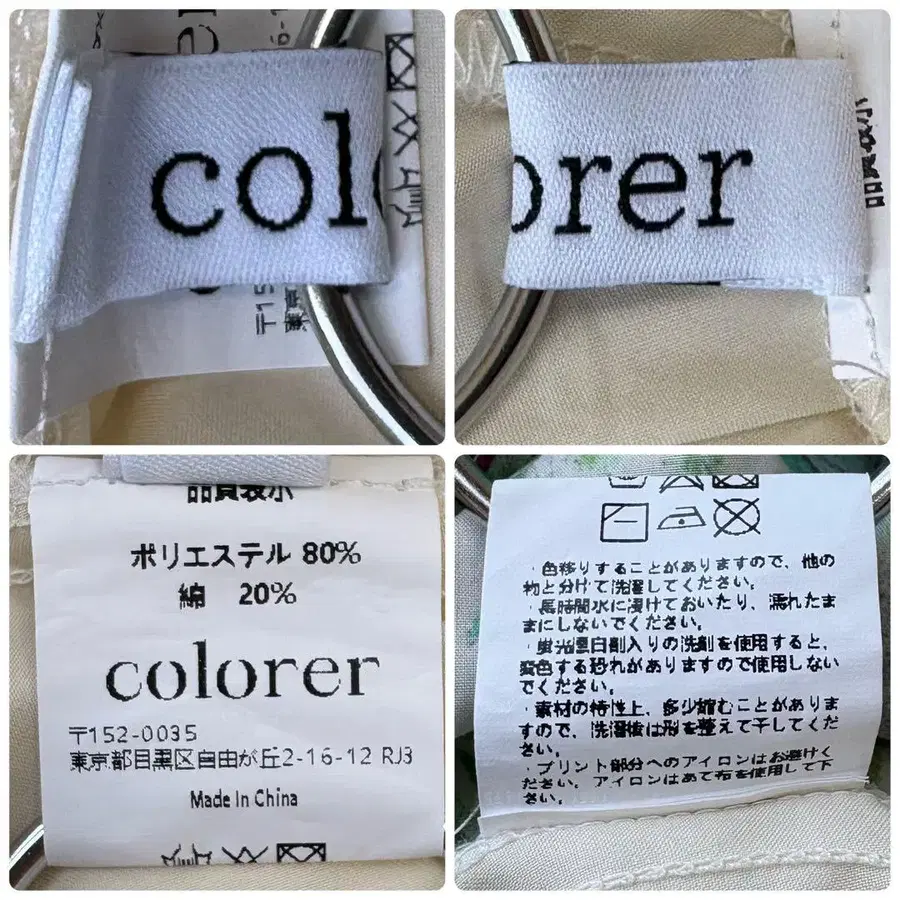 colo
orer
品質表示
〒15
品質表示
ポリエステル 80%
綿 20%
colorer
〒152-0035
東京都目黒区自由が丘2-16-12 RJ3
Made In China
・色移りすることがありますので、他の
物と分けて洗濯してください。
・長時間水に浸けておいたり、濡れたま
まにしないでください。
・蛍光漂白剤入りの洗剤を使用すると、
変色する恐れがありますので使用しない
でください。
・素材の特性上、多少縮むことがありま
すので、洗濯後は形を整えて干してくだ
さい。
・プリント部分へのアイロンはお避けく
ださい。アイロンはあて布を使用して下
さい。